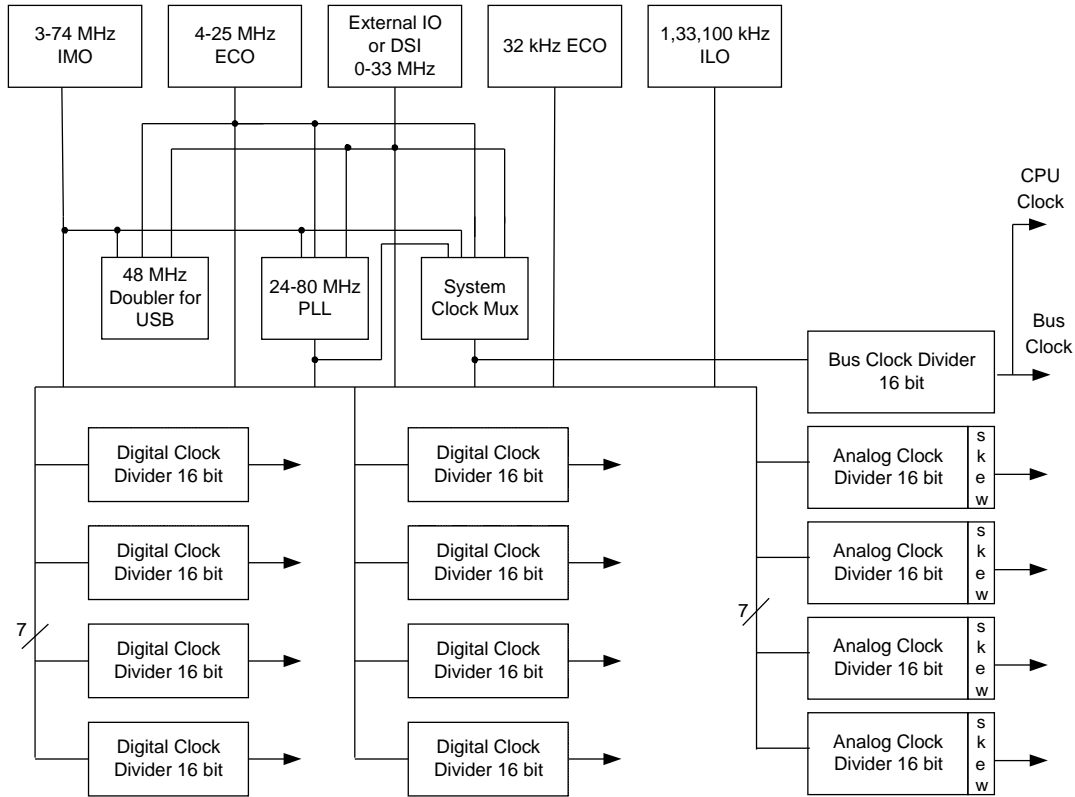 3-74 MHz
IMO
4-25 MHz
ECO
External IO
or DSI
0-33 MHz
32 kHz ECO
1,33,100 kHz
ILO
CPU
Clock
48 MHz
Doubler for
USB
24-80 MHz
PLL
System
Clock Mux
Bus
Clock
Bus Clock Divider
16 bit
Digital Clock
Divider 16 bit
Digital Clock
Divider 16 bit
Analog Clock
Divider 16 bit
s
k
e
w
Digital Clock
Divider 16 bit
Digital Clock
Divider 16 bit
Analog Clock
Divider 16 bit
s
k
e
w
7
7
Digital Clock
Divider 16 bit
Digital Clock
Divider 16 bit
Analog Clock
Divider 16 bit
s
k
e
w
Digital Clock
Divider 16 bit
Digital Clock
Divider 16 bit
Analog Clock
Divider 16 bit
s
k
e
w